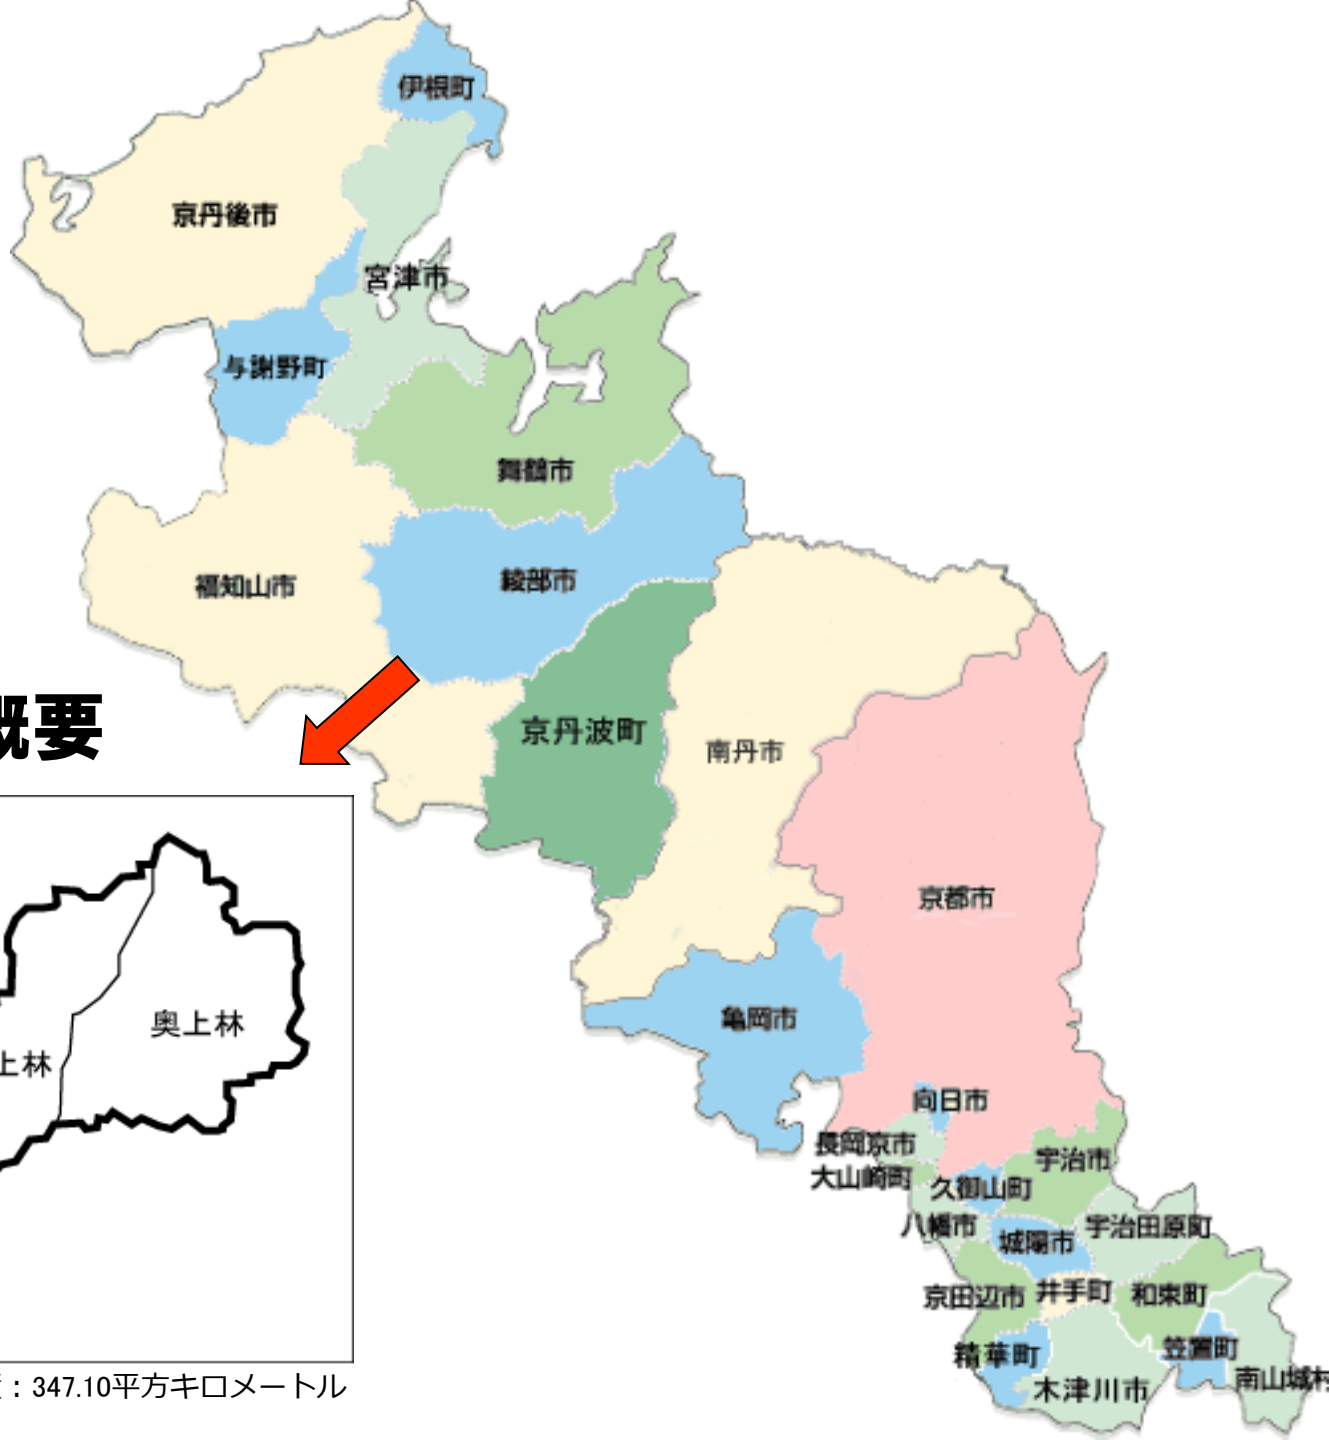 伊根町
京丹後市
宮津市
与謝野町
舞鶴市
福知山市
綾部市
概要
京丹波町
南丹市
京都市
奥上林
上林
亀岡市
向日市
長岡京市
宇治市
大山崎町
久御山町
八幡市
城陽市
宇治田原町
京田辺市
井手町
和束町
精華町
笠置町
木津川市
南山城村
：347.10平方キロメートル